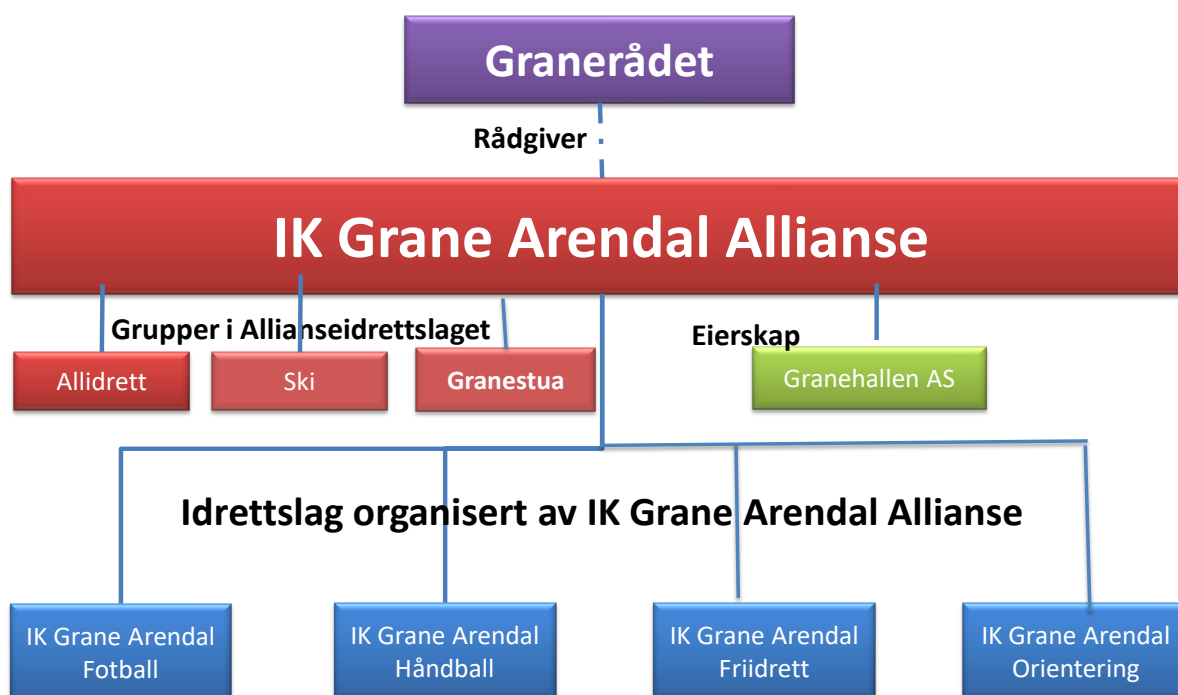 Granerådet
Rådgiver
IK Grane Arendal Allianse
Grupper i Allianseidrettslaget
Eierskap
Allidrett
Ski
Granestua
Granehallen AS
Idrettslag organisert av IK Grane Arendal Allianse
IK Grane Arendal
Fotball
IK Grane Arendal
Håndball
IK Grane Arendal
Friidrett
IK Grane Arendal
Orientering